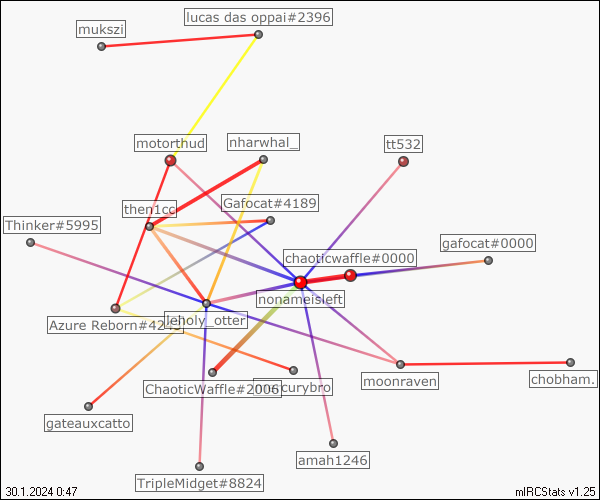 lucas das oppai#2396
mukszi
motorthud
nharwhal_
tt532
Gafocat#4189
then1cc
Thinker#5995
gafocat#0000
chaoticwaffle#0000
nonameisleft
leholy_otter
Azure Reborn#42
moonraven
chobham.
ChaoticWaffle#2006
curybro
gateauxcatto
amah1246
TripleMidget#8824
30.1.2024 0:47
mIRCStats v1.25